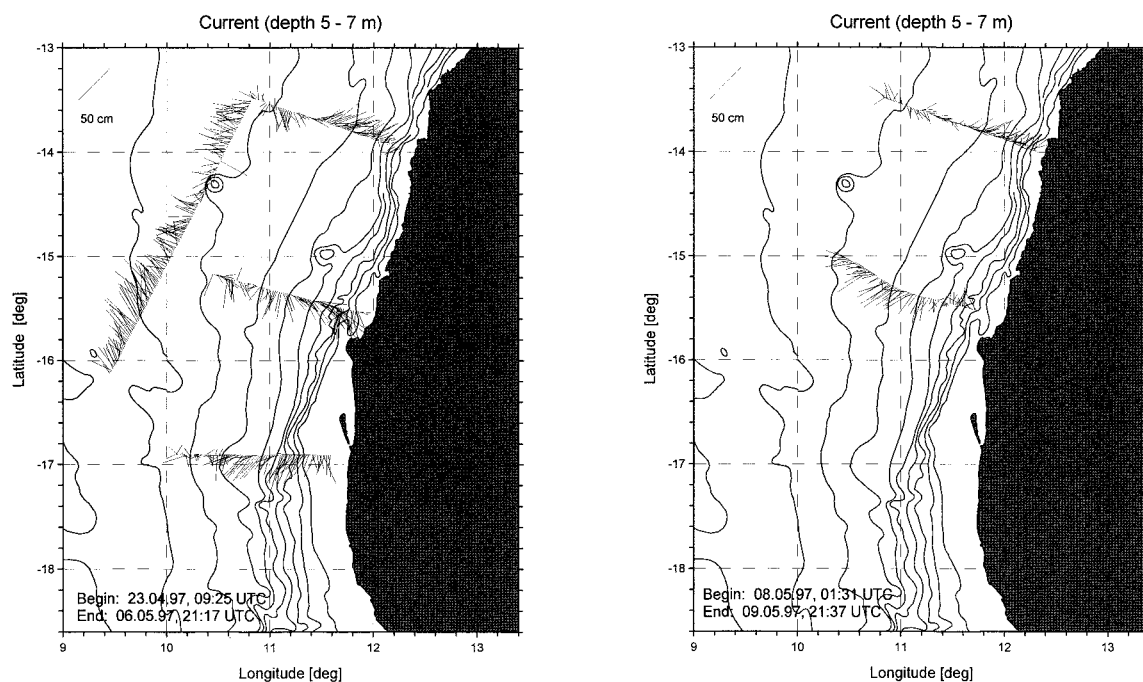 Current (depth 5 - 7 m)
-13
-14
-15
-16
-17
-18
Latitude [deg]
50 cm
Begin: 23.04.97, 09:25 UTC
End: 06.05.97, 21:17 UTC
9
10
11
12
13
Longitude [deg]
Current (depth 5 - 7 m)
-13
-14
-15
-16
-17
-18
Latitude [deg]
50 cm
Begin: 08.05.97, 01:31 UTC
End: 09.05.97, 21:37 UTC
9
10
11
12
13
Longitude [deg]